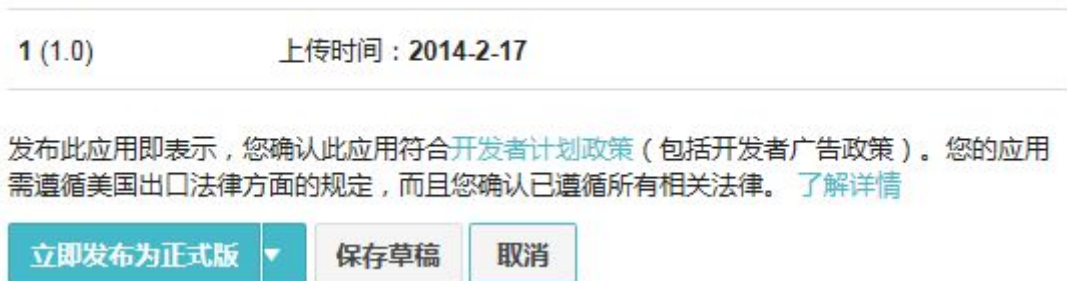 1 (1.0) 上传时间：2014-2-17
发布此应用即表示，您确认此应用符合开发者计划政策（包括开发者广告政策）。您的应用
需遵循美国出口法律方面的规定，而且您确认已遵循所有相关法律。 了解详情
立即发布为正式版 保存草稿 取消